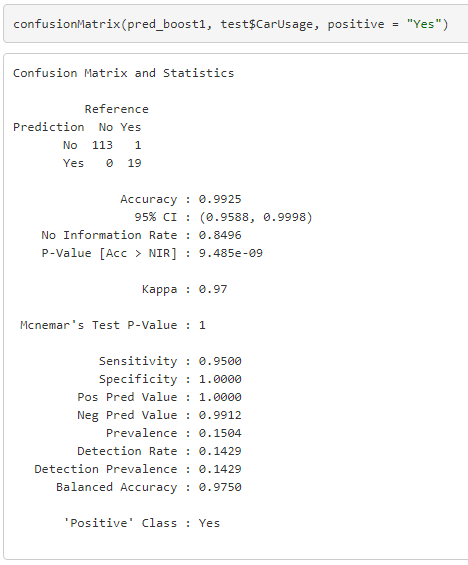 confusionMatrix(pred_boost1, test$CarUsage, positive = "Yes")
Confusion Matrix and Statistics
Reference
Prediction No Yes
No 113 1
Yes 0 19
Accuracy : 0.9925
95% CI : (0.9588, 0.9998)
No Information Rate : 0.8496
P-Value [Acc > NIR] : 9.485e-09
Kappa : 0.97
Mcnemar's Test P-Value : 1
Sensitivity : 0.9500
Specificity : 1.0000
Pos Pred Value : 1.0000
Neg Pred Value : 0.9912
Prevalence : 0.1504
Detection Rate : 0.1429
Detection Prevalence : 0.1429
Balanced Accuracy : 0.9750
'Positive' Class : Yes